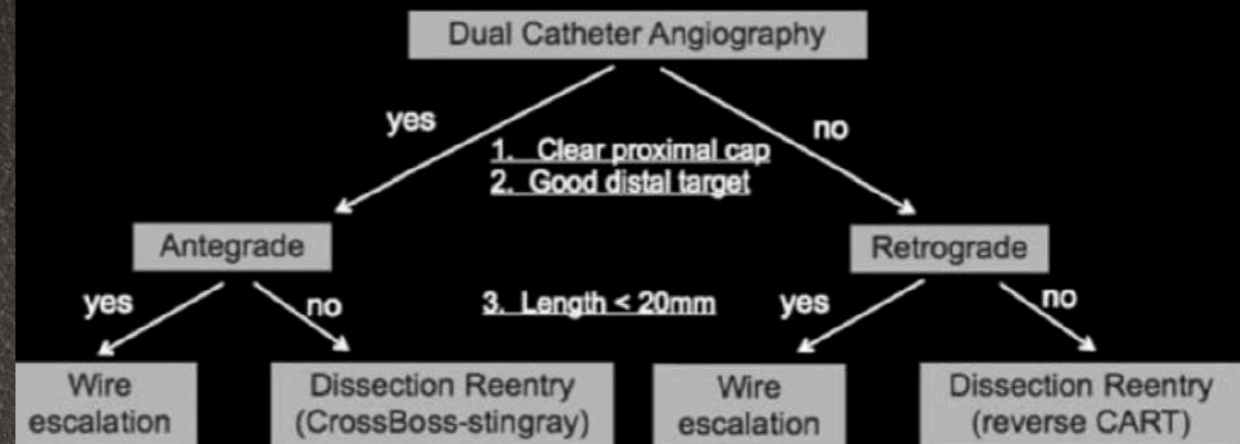 Dual Catheter Angiography
yes
no
1. Clear proximal cap
2. Good distal target
Antegrade
Retrograde
yes
no
3. Length < 20mm
yes
no
Wire
escalation
Dissection Reentry
(CrossBoss-stingray)
Wire
escalation
Dissection Reentry
(reverse CART)